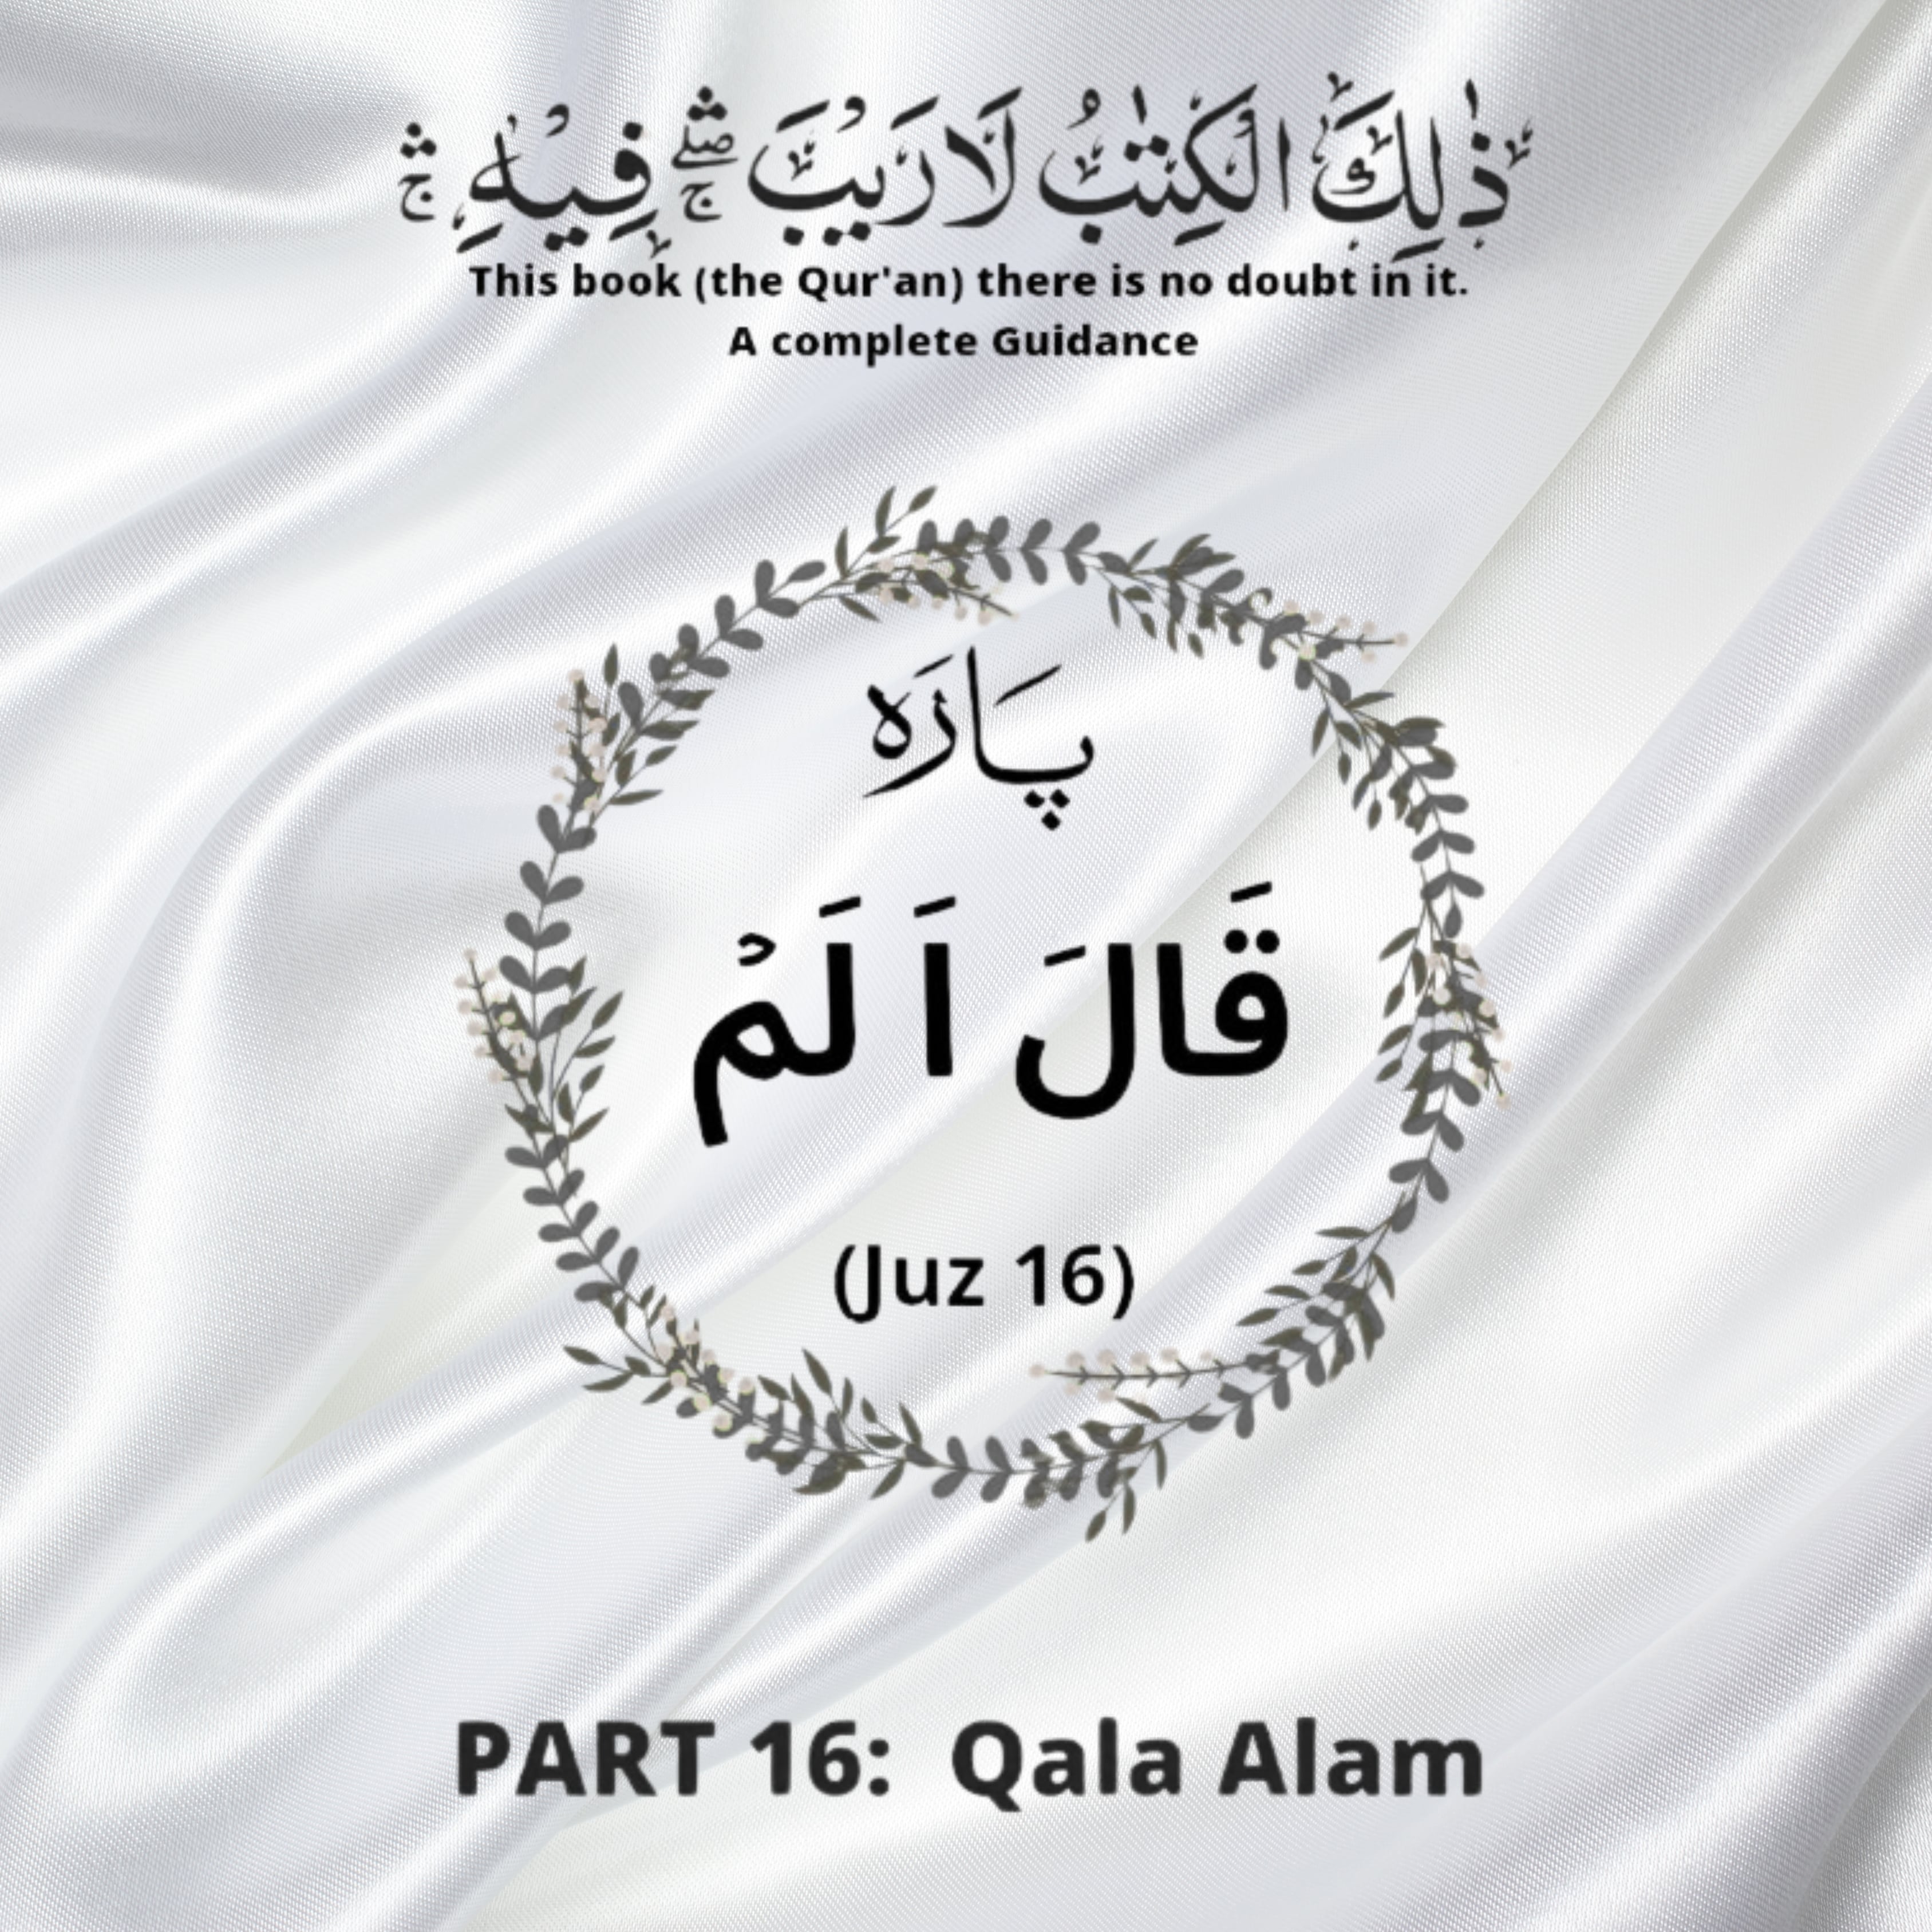 ذٰلِكَ الۡكِتٰبُ لَا رَيۡبَ ۛۖۚ فِيۡهِ ۛۚ
This book (the Qur'an) there is no doubt in it.
A complete Guidance
پَارَہ
قَالَ اَ لَمۡ
(Juz 16)
PART 16: Qala Alam